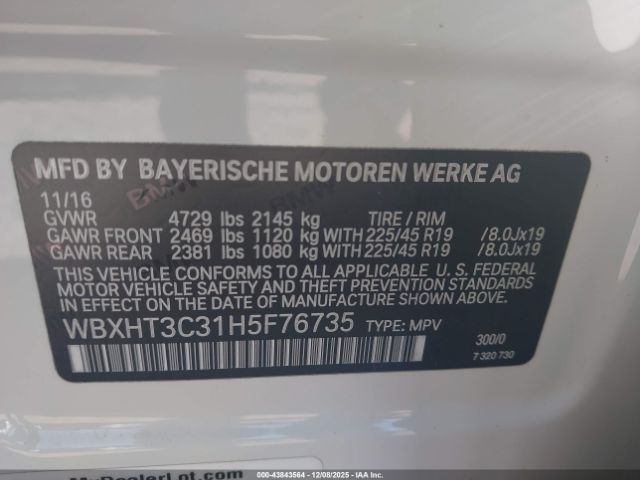 MFD BY BAYERISCHE MOTOREN WERKE AG
11/16
GVWR 4729 lbs 2145 kg TIRE / RIM
GAWR FRONT 2469 lbs 1120 kg WITH 225/45 R19 /8.0Jx19
GAWR REAR 2381 lbs 1080 kg WITH 225/45 R19 /8.0Jx19
THIS VEHICLE CONFORMS TO ALL APPLICABLE U. S. FEDERAL
MOTOR VEHICLE SAFETY AND THEFT PREVENTION
STANDARDS IN EFFECT ON THE DATE OF MANUFACTURE
SHOWN ABOVE.
WBXHT3C31H5F76735 TYPE: MPV
300/0
7 320 730
MyDealerLot.com
000-43843564 - 12/08/2025 - IAA Inc.